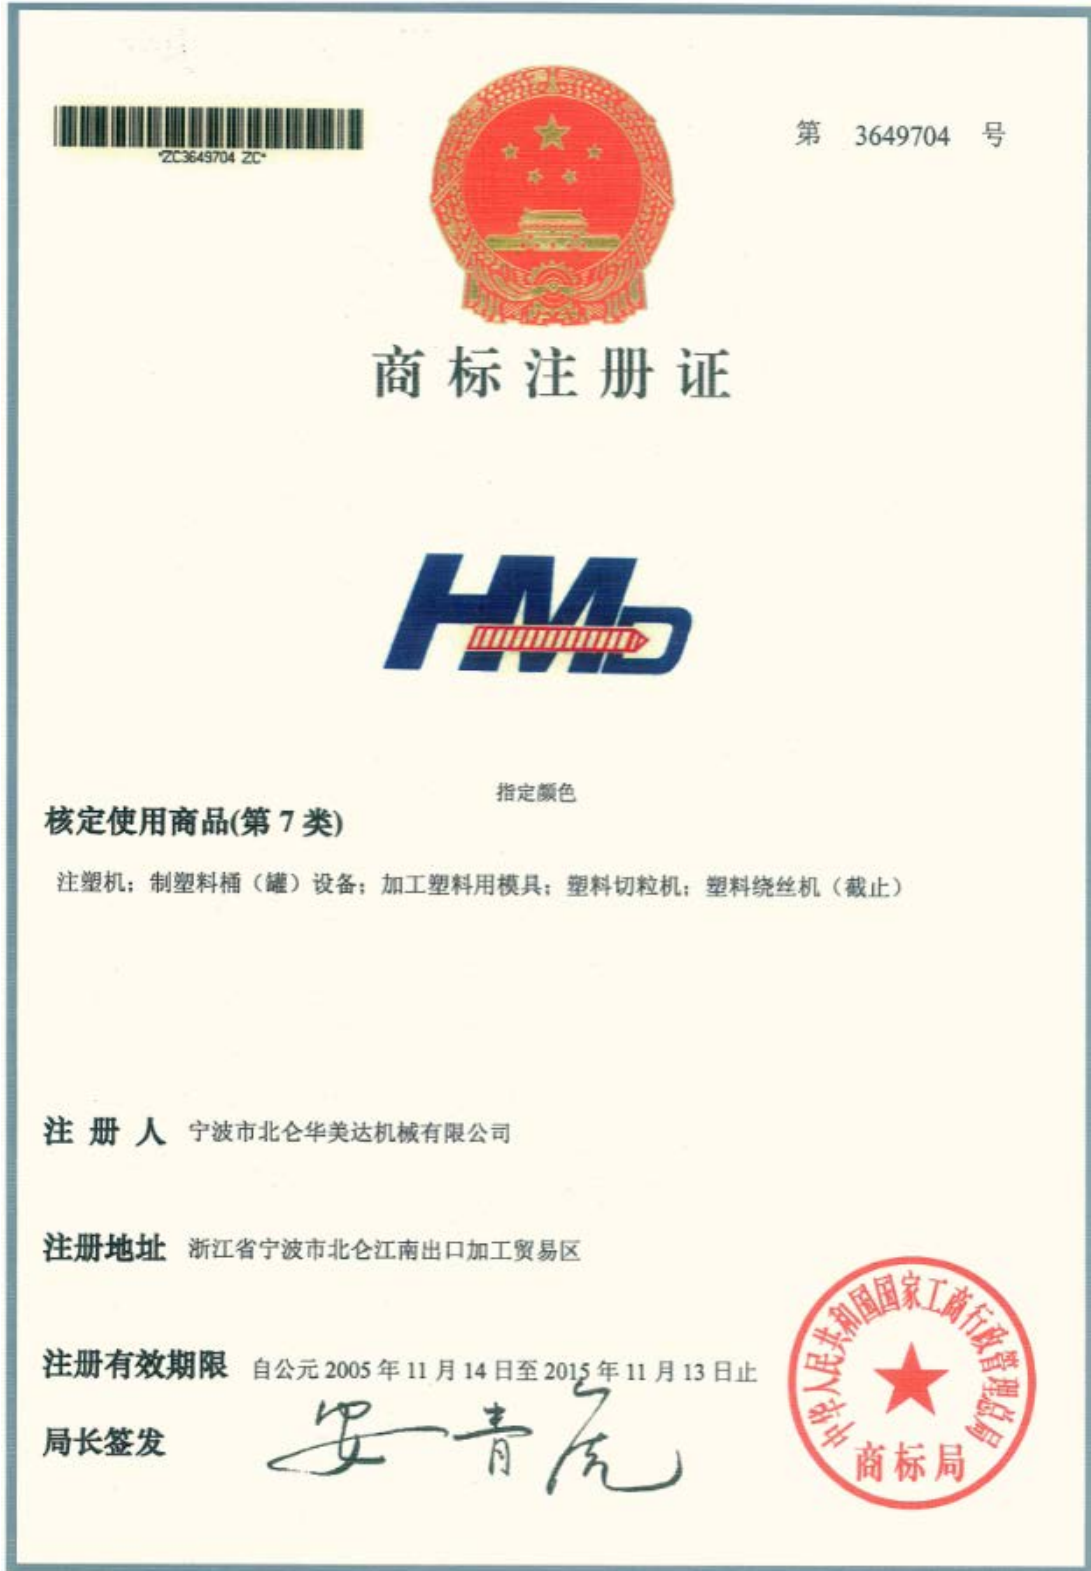 *ZC3649704 ZC*
第 3649704 号
商标注册证
HMD
指定颜色
核定使用商品(第 7 类)
注塑机；制塑料桶（罐）设备；加工塑料用模具；塑料切粒机；塑料绕丝机（截止）
注 册 人 宁波市北仑华美达机械有限公司
注册地址 浙江省宁波市北仑江南出口加工贸易区
注册有效期限 自公元 2005 年 11 月 14 日至 2015 年 11 月 13 日止
局长签发 安青虎
中华人民共和国国家工商行政管理总局
商标局